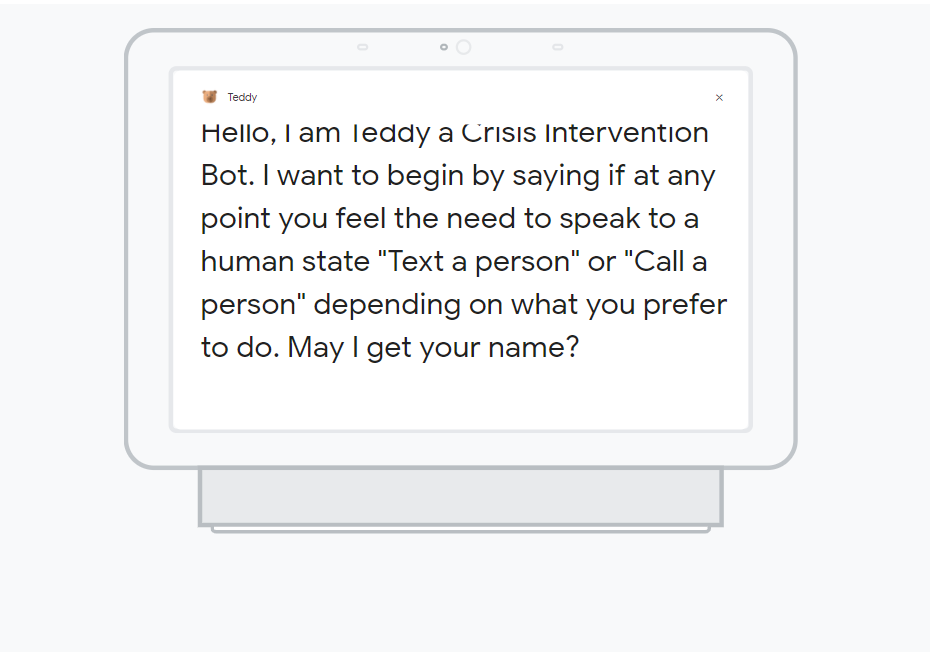 Teddy
Hello, I am Teddy a Crisis Intervention
Bot. I want to begin by saying if at any
point you feel the need to speak to a
human state "Text a person" or "Call a
person" depending on what you prefer
to do. May I get your name?